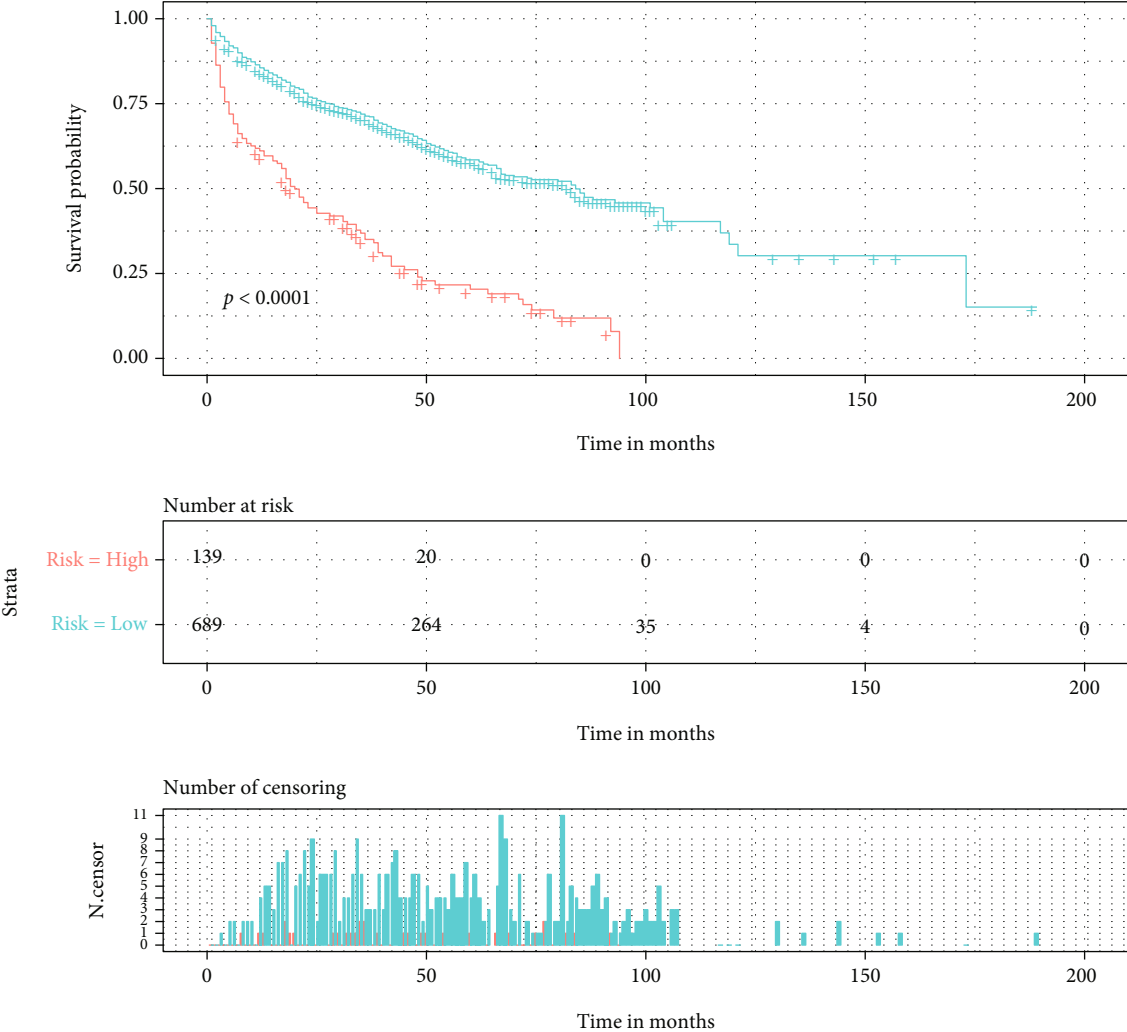 1.00
0.75
0.50
0.25
0.00
Survival probability
p < 0.0001
0 50 100 150 200
Time in months
Number at risk
Strata
Risk = High 139 20 0 0 0
Risk = Low 689 264 35 4 0
0 50 100 150 200
Time in months
Number of censoring
N.censor
11
9
8
7
6
5
4
3
2
1
0
0 50 100 150 200
Time in months